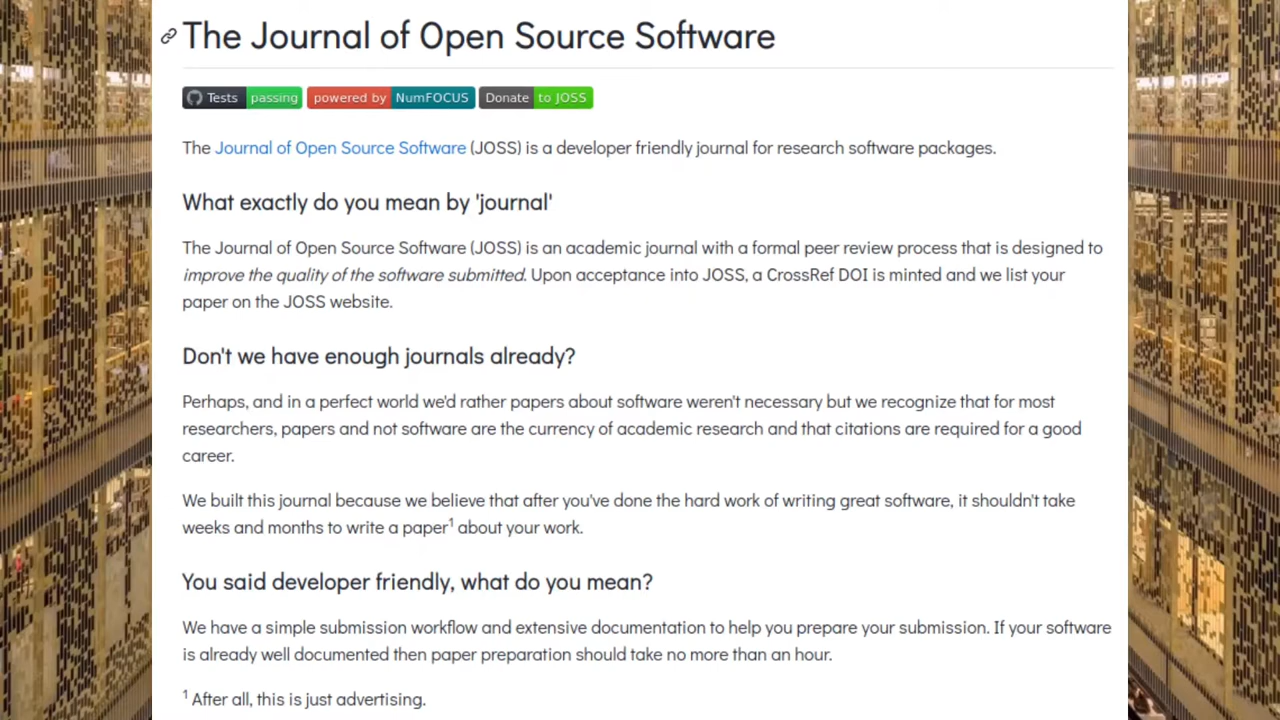 The Journal of Open Source Software
Tests passing powered by NumFOCUS Donate to JOSS
The Journal of Open Source Software (JOSS) is a developer friendly journal for research software packages.
What exactly do you mean by 'journal'
The Journal of Open Source Software (JOSS) is an academic journal with a formal peer review process that is designed to
improve the quality of the software submitted. Upon acceptance into JOSS, a CrossRef DOI is minted and we list your
paper on the JOSS website.
Don't we have enough journals already?
Perhaps, and in a perfect world we'd rather papers about software weren't necessary but we recognize that for most
researchers, papers and not software are the currency of academic research and that citations are required for a good
career.
We built this journal because we believe that after you've done the hard work of writing great software, it shouldn't take
weeks and months to write a paper¹ about your work.
You said developer friendly, what do you mean?
We have a simple submission workflow and extensive documentation to help you prepare your submission. If your software
is already well documented then paper preparation should take no more than an hour.
¹ After all, this is just advertising.